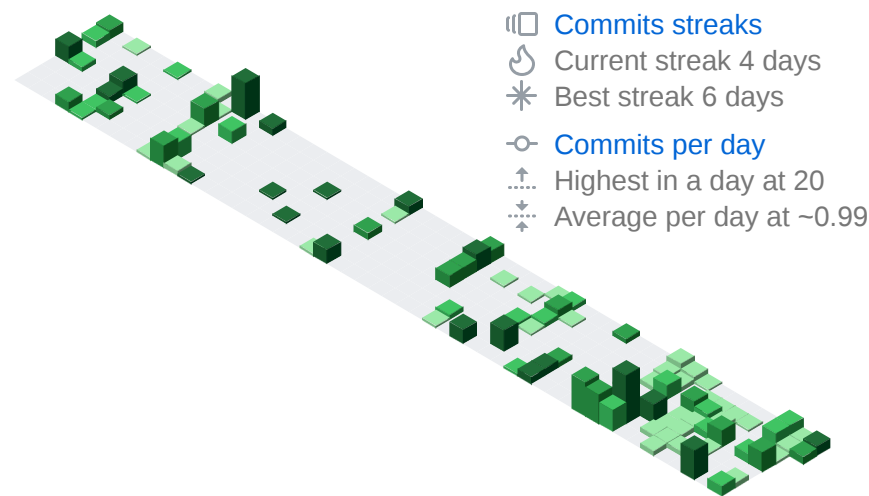 Commits streaks
Current streak 4 days
Best streak 6 days
Commits per day
Highest in a day at 20
Average per day at ~0.99